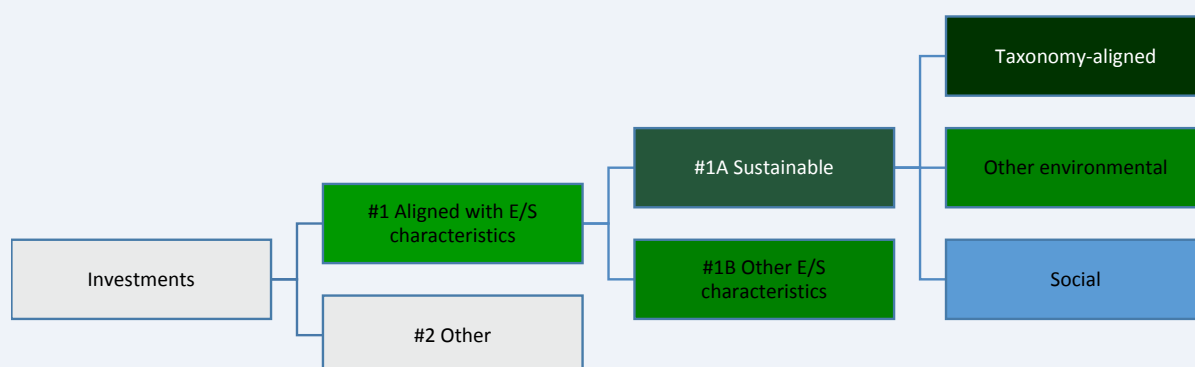 Investments
#1 Aligned with E/S
characteristics
#2 Other
#1A Sustainable
#1B Other E/S
characteristics
Taxonomy-aligned
Other environmental
Social